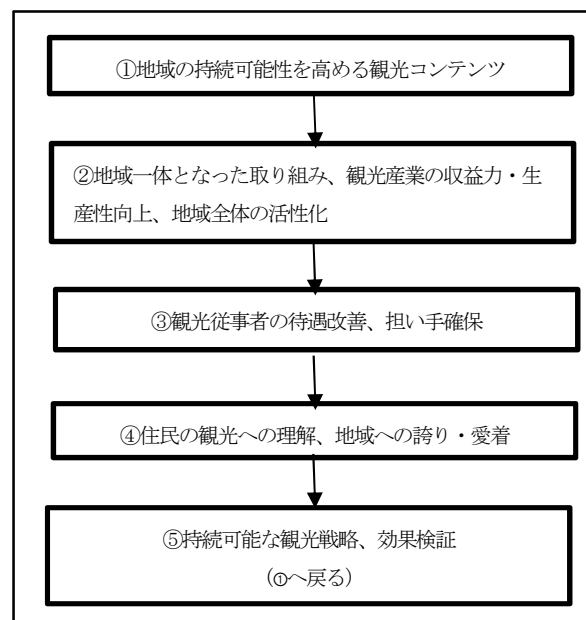 ①地域の持続可能性を高める観光コンテンツ
②地域一体となった取り組み、観光産業の収益力・生
産性向上、地域全体の活性化
③観光従事者の待遇改善、担い手確保
④住民の観光への理解、地域への誇り・愛着
⑤持続可能な観光戦略、効果検証
（①へ戻る）